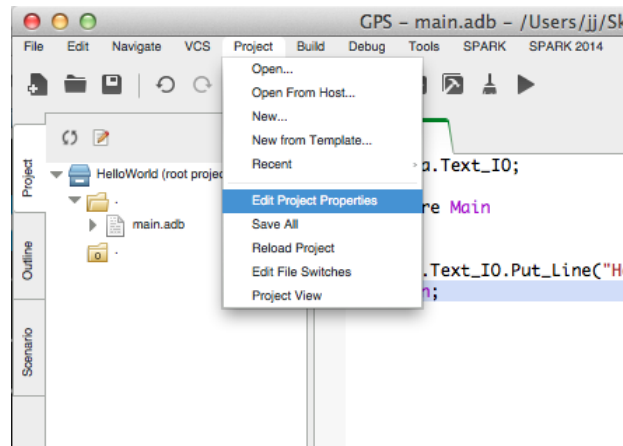 GPS – main.adb – /Users/jj/Sk
File Edit Navigate VCS Project Build Debug Tools SPARK SPARK 2014
Open...
Open From Host...
New...
New from Template...
Recent
Edit Project Properties
Save All
Reload Project
Edit File Switches
Project View
Project
Outline
Scenario
HelloWorld (root projec
.
main.adb
o .
a.Text_IO;
re Main
.Text_IO.Put_Line("H
n;